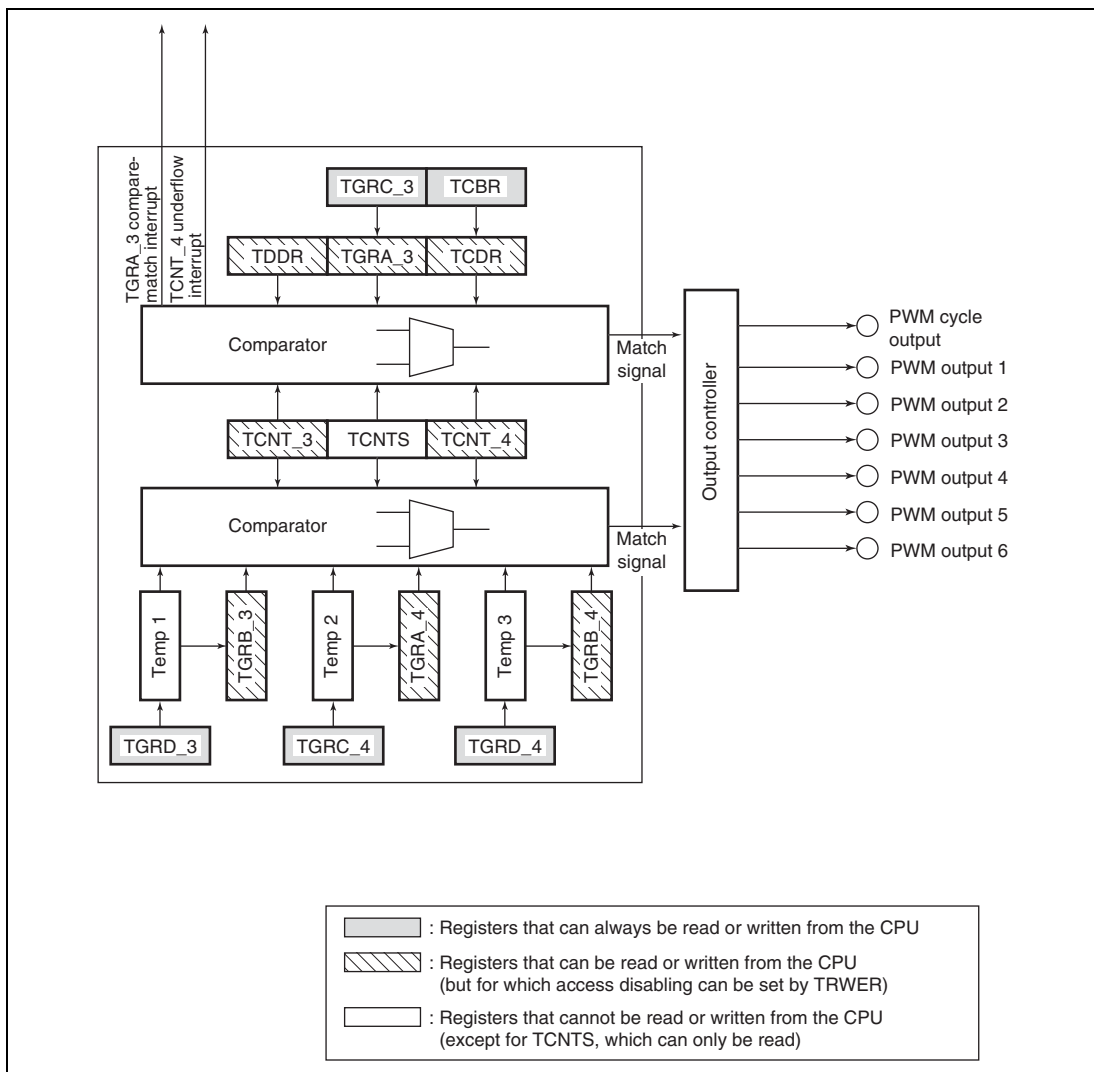 TGRA_3 compare-
match interrupt
TCNT_4 underflow
interrupt
TGRC_3
TCBR
TDDR
TGRA_3
TCDR
Comparator
Match
signal
TCNT_3
TCNTS
TCNT_4
Comparator
Match
signal
Output controller
PWM cycle
output
PWM output 1
PWM output 2
PWM output 3
PWM output 4
PWM output 5
PWM output 6
Temp 1
TGRB_3
Temp 2
TGRA_4
Temp 3
TGRB_4
TGRD_3
TGRC_4
TGRD_4
: Registers that can always be read or written from the CPU
: Registers that can be read or written from the CPU
(but for which access disabling can be set by TRWER)
: Registers that cannot be read or written from the CPU
(except for TCNTS, which can only be read)